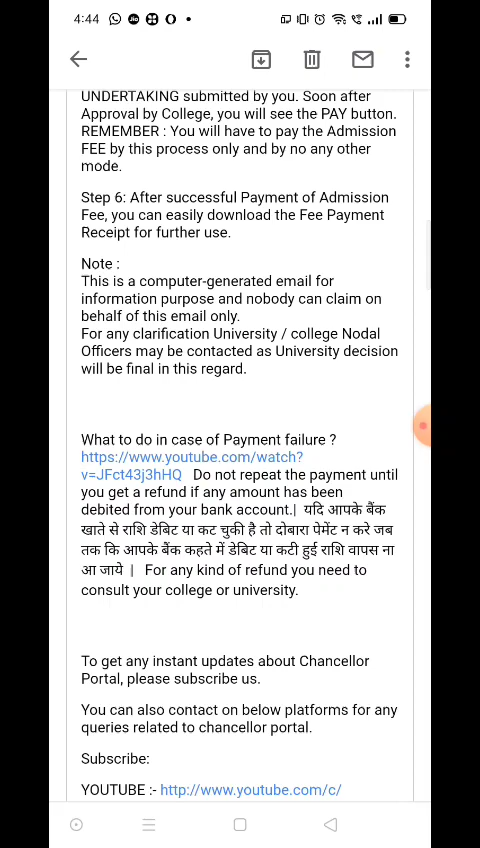 4:44
UNDERTAKING submitted by you. Soon after
Approval by College, you will see the PAY button.
REMEMBER : You will have to pay the Admission
FEE by this process only and by no any other
mode.
Step 6: After successful Payment of Admission
Fee, you can easily download the Fee Payment
Receipt for further use.
Note :
This is a computer-generated email for
information purpose and nobody can claim on
behalf of this email only.
For any clarification University / college Nodal
Officers may be contacted as University decision
will be final in this regard.
What to do in case of Payment failure ?
https://www.youtube.com/watch?
v=JFct43j3hHQ Do not repeat the payment until
you get a refund if any amount has been
debited from your bank account.| यदि आपके बैंक
खाते से राशि डेबिट या कट चुकी है तो दोबारा पेमेंट न करे जब
तक कि आपके बैंक कहते में डेबिट या कटी हुई राशि वापस ना
आ जाये | For any kind of refund you need to
consult your college or university.
To get any instant updates about Chancellor
Portal, please subscribe us.
You can also contact on below platforms for any
queries related to chancellor portal.
Subscribe:
YOUTUBE :- http://www.youtube.com/c/